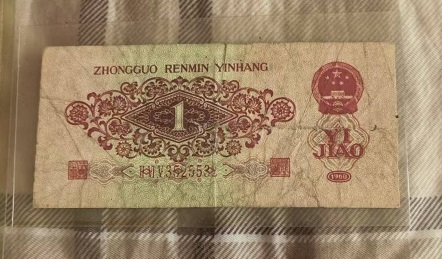 ZHONGGUO RENMIN YINHANG
1
YI
JIAO
1960